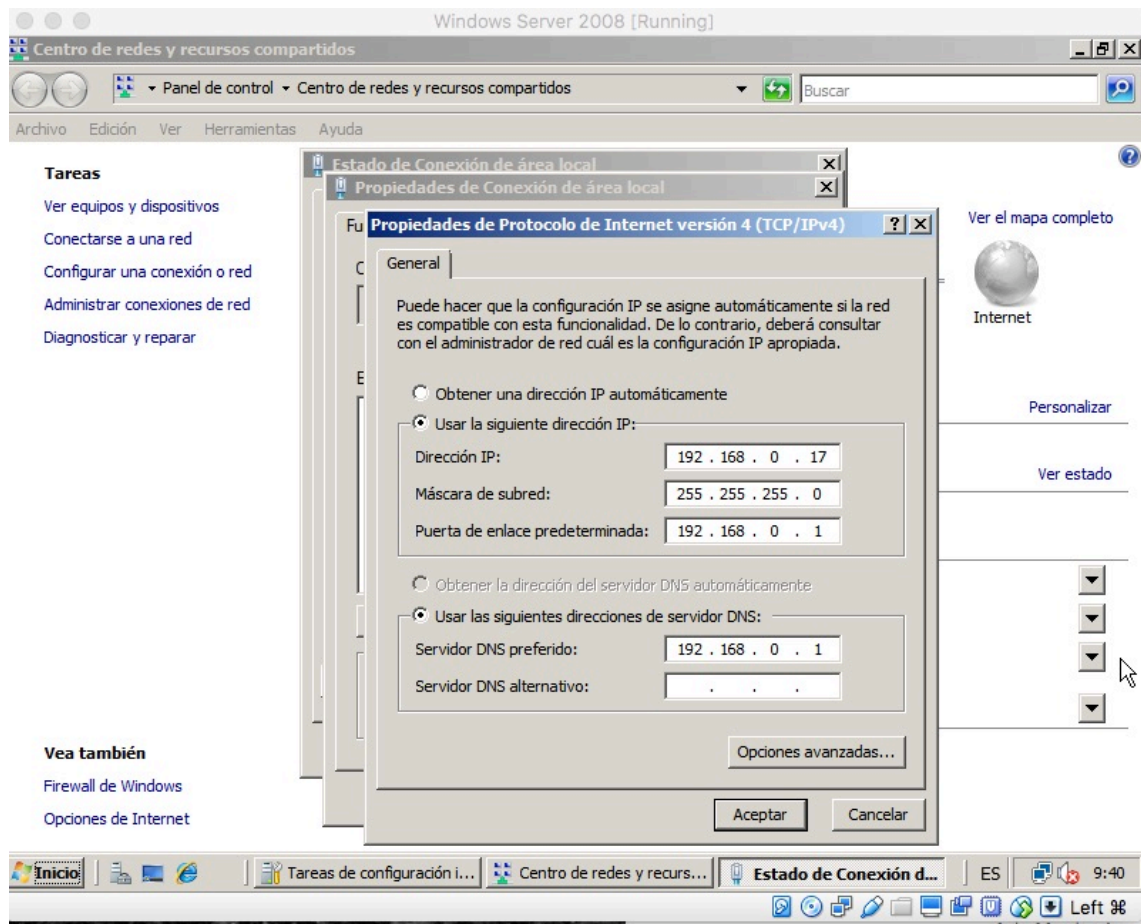 Windows Server 2008 [Running]
Centro de redes y recursos compartidos
Panel de control
Centro de redes y recursos compartidos
Buscar
Archivo Edición Ver Herramientas Ayuda
Tareas
Ver equipos y dispositivos
Conectarse a una red
Configurar una conexión o red
Administrar conexiones de red
Diagnosticar y reparar
Vea también
Firewall de Windows
Opciones de Internet
Estado de Conexión de área local
Propiedades de Conexión de área local
Fu
Propiedades de Protocolo de Internet versión 4 (TCP/IPv4)
General
Puede hacer que la configuración IP se asigne automáticamente si la red
es compatible con esta funcionalidad. De lo contrario, deberá consultar
con el administrador de red cuál es la configuración IP apropiada.
Obtener una dirección IP automáticamente
Usar la siguiente dirección IP:
Dirección IP: 192 . 168 . 0 . 17
Máscara de subred: 255 . 255 . 255 . 0
Puerta de enlace predeterminada: 192 . 168 . 0 . 1
Obtener la dirección del servidor DNS automáticamente
Usar las siguientes direcciones de servidor DNS:
Servidor DNS preferido: 192 . 168 . 0 . 1
Servidor DNS alternativo: . . .
Opciones avanzadas...
Aceptar Cancelar
Ver el mapa completo
Internet
Personalizar
Ver estado
Inicio
Tareas de configuración i...
Centro de redes y recurs...
Estado de Conexión d...
ES
9:40
Left ⌘